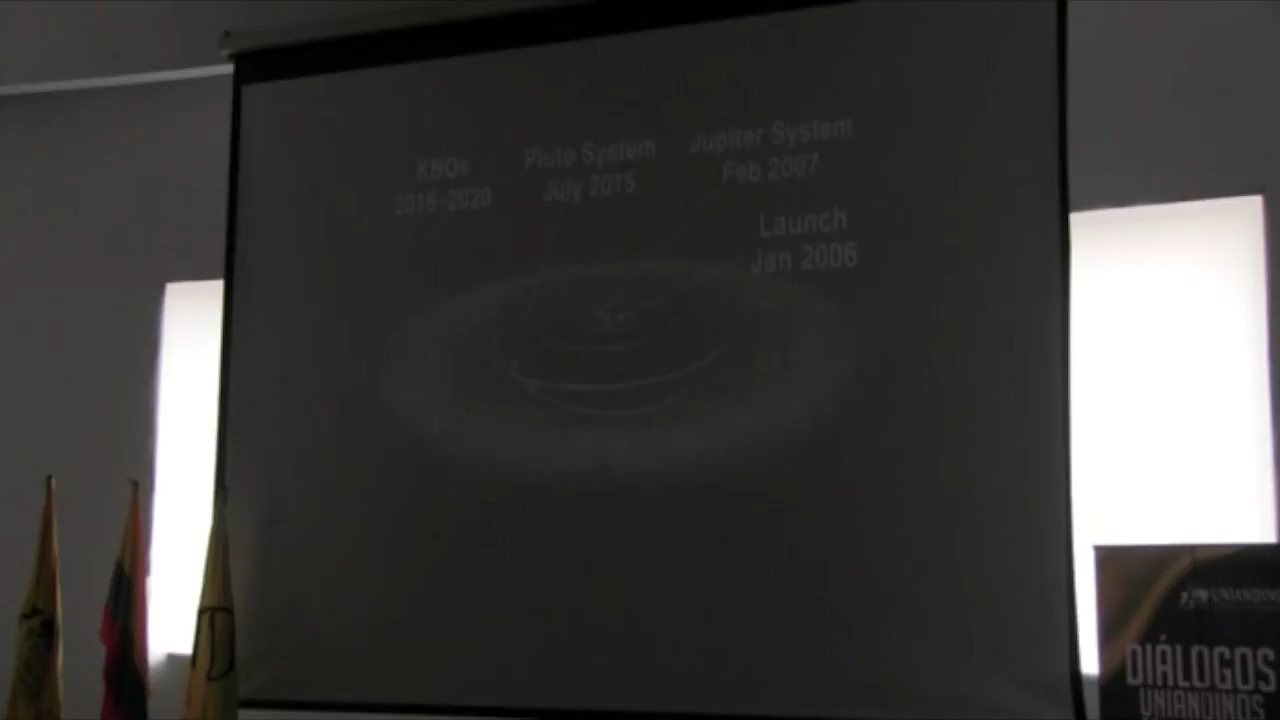 KBOs
2016-2020
Pluto System
July 2015
Jupiter System
Feb 2007
Launch
Jan 2006
DIÁLOGOS
UNIANDINOS